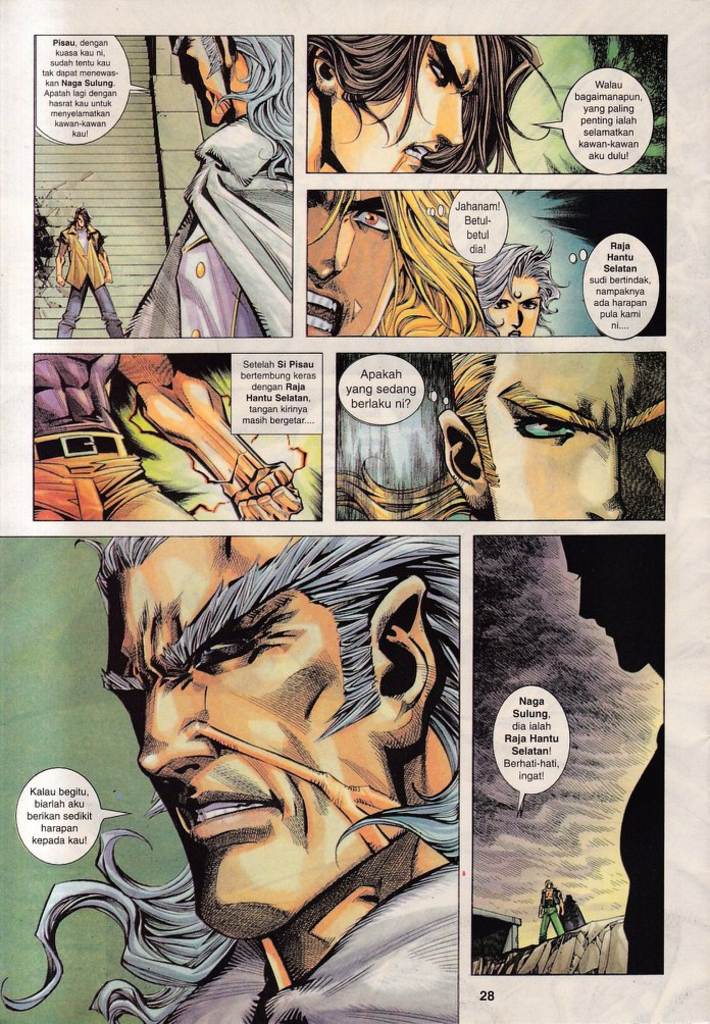 Pisau, dengan
kuasa kau ni,
sudah tentu kau
tak dapat menewas-
kan Naga Sulung.
Apatah lagi dengan
hasrat kau untuk
menyelamatkan
kawan-kawan
kau!
Walau
bagaimanapun,
yang paling
penting ialah
selamatkan
kawan-kawan
aku dulu!
Jahanam!
Betul-
betul
dia!
Raja
Hantu
Selatan
sudi bertindak,
nampaknya
ada harapan
pula kami
ni....
Setelah Si Pisau
bertembung keras
dengan Raja
Hantu Selatan,
tangan kirinya
masih bergetar....
Apakah
yang sedang
berlaku ni?
Kalau begitu,
biarlah aku
berikan sedikit
harapan
kepada kau!
Naga
Sulung,
dia ialah
Raja Hantu
Selatan!
Berhati-hati,
ingat!
28